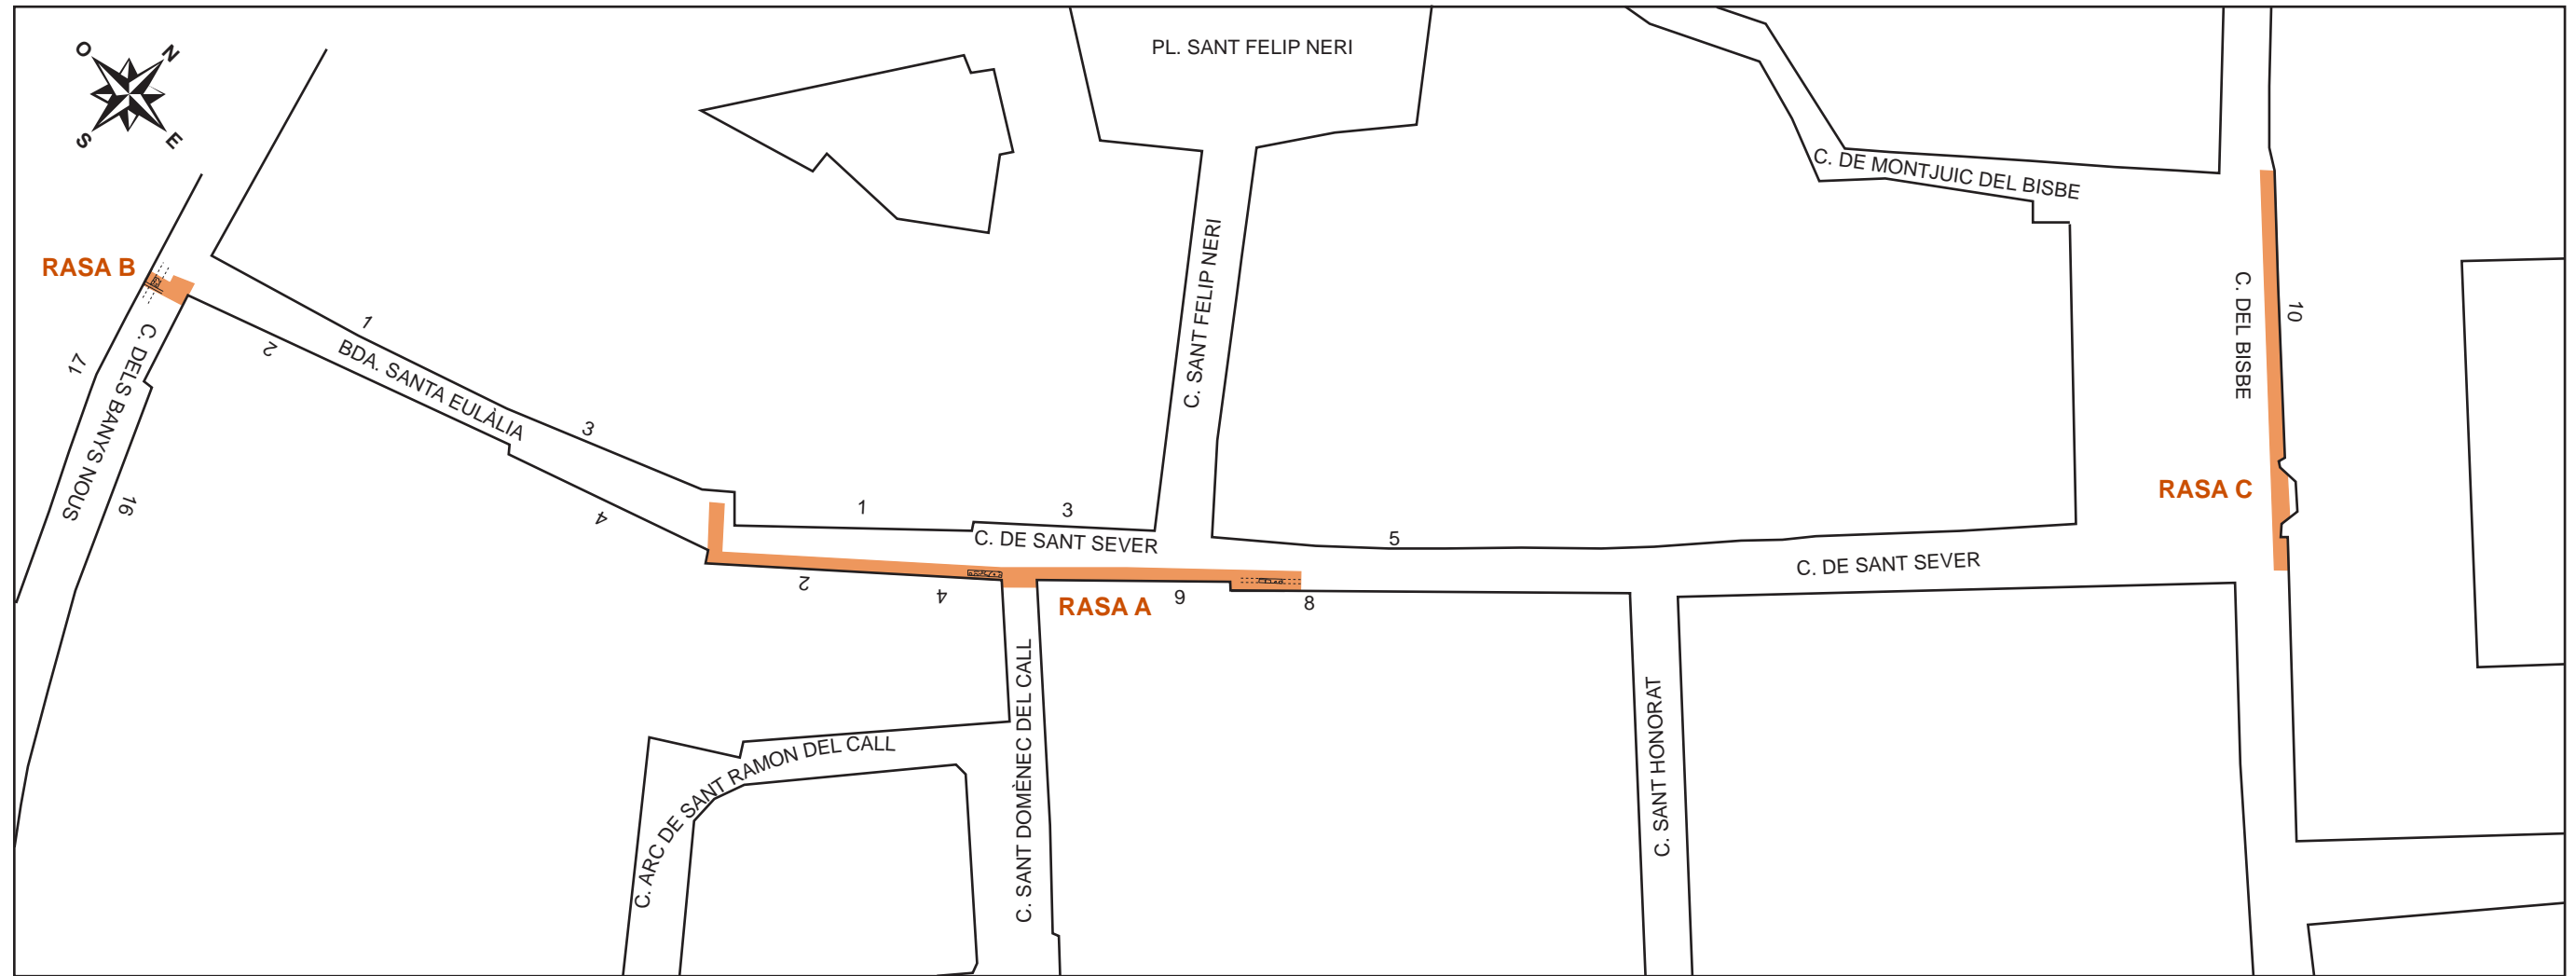 O
N
S
E
PL. SANT FELIP NERI
C. DE MONTJUIC DEL BISBE
RASA B
C. SANT FELIP NERI
C. DEL BISBE
10
17
C. DELS BANYS NOUS
16
1
2
BDA. SANTA EULÀLIA
3
4
RASA C
1
3
C. DE SANT SEVER
5
C. DE SANT SEVER
2
4
RASA A
6
8
C. SANT DOMÈNEC DEL CALL
C. SANT HONORAT
C. ARC DE SANT RAMON DEL CALL